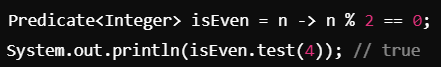 Predicate<Integer> isEven = n -> n % 2 == 0;
System.out.println(isEven.test(4)); // true